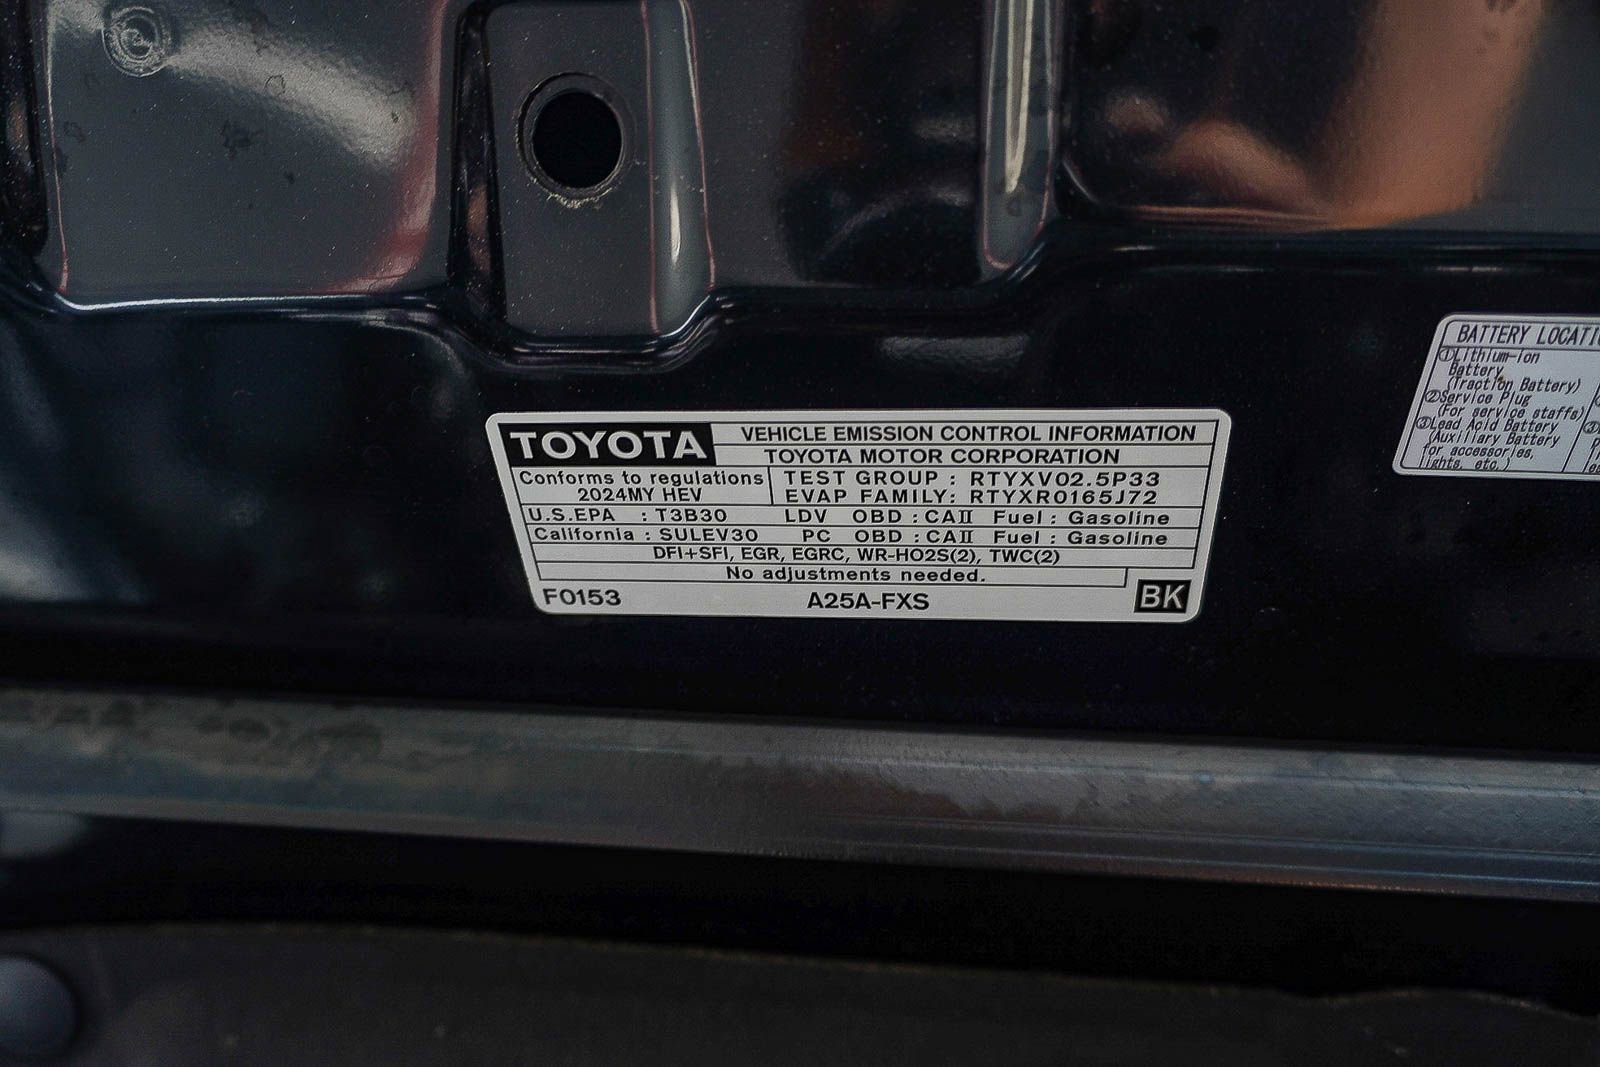 TOYOTA
VEHICLE EMISSION CONTROL INFORMATION
TOYOTA MOTOR CORPORATION
Conforms to regulations
2024MY HEV
TEST GROUP : RTYXV02.5P33
EVAP FAMILY: RTYXR0165J72
U.S.EPA : T3B30 LDV OBD : CAⅡ Fuel : Gasoline
California : SULEV30 PC OBD : CAⅡ Fuel : Gasoline
DFI+SFI, EGR, EGRC, WR-HO2S(2), TWC(2)
No adjustments needed.
F0153 A25A-FXS BK
BATTERY LOCATI
①Lithium-Ion
Battery
(Traction Battery)
②Service Plug
(For service staffs)
③Lead Acid Battery
(Auxiliary Battery
for accessories,
lights, etc.)